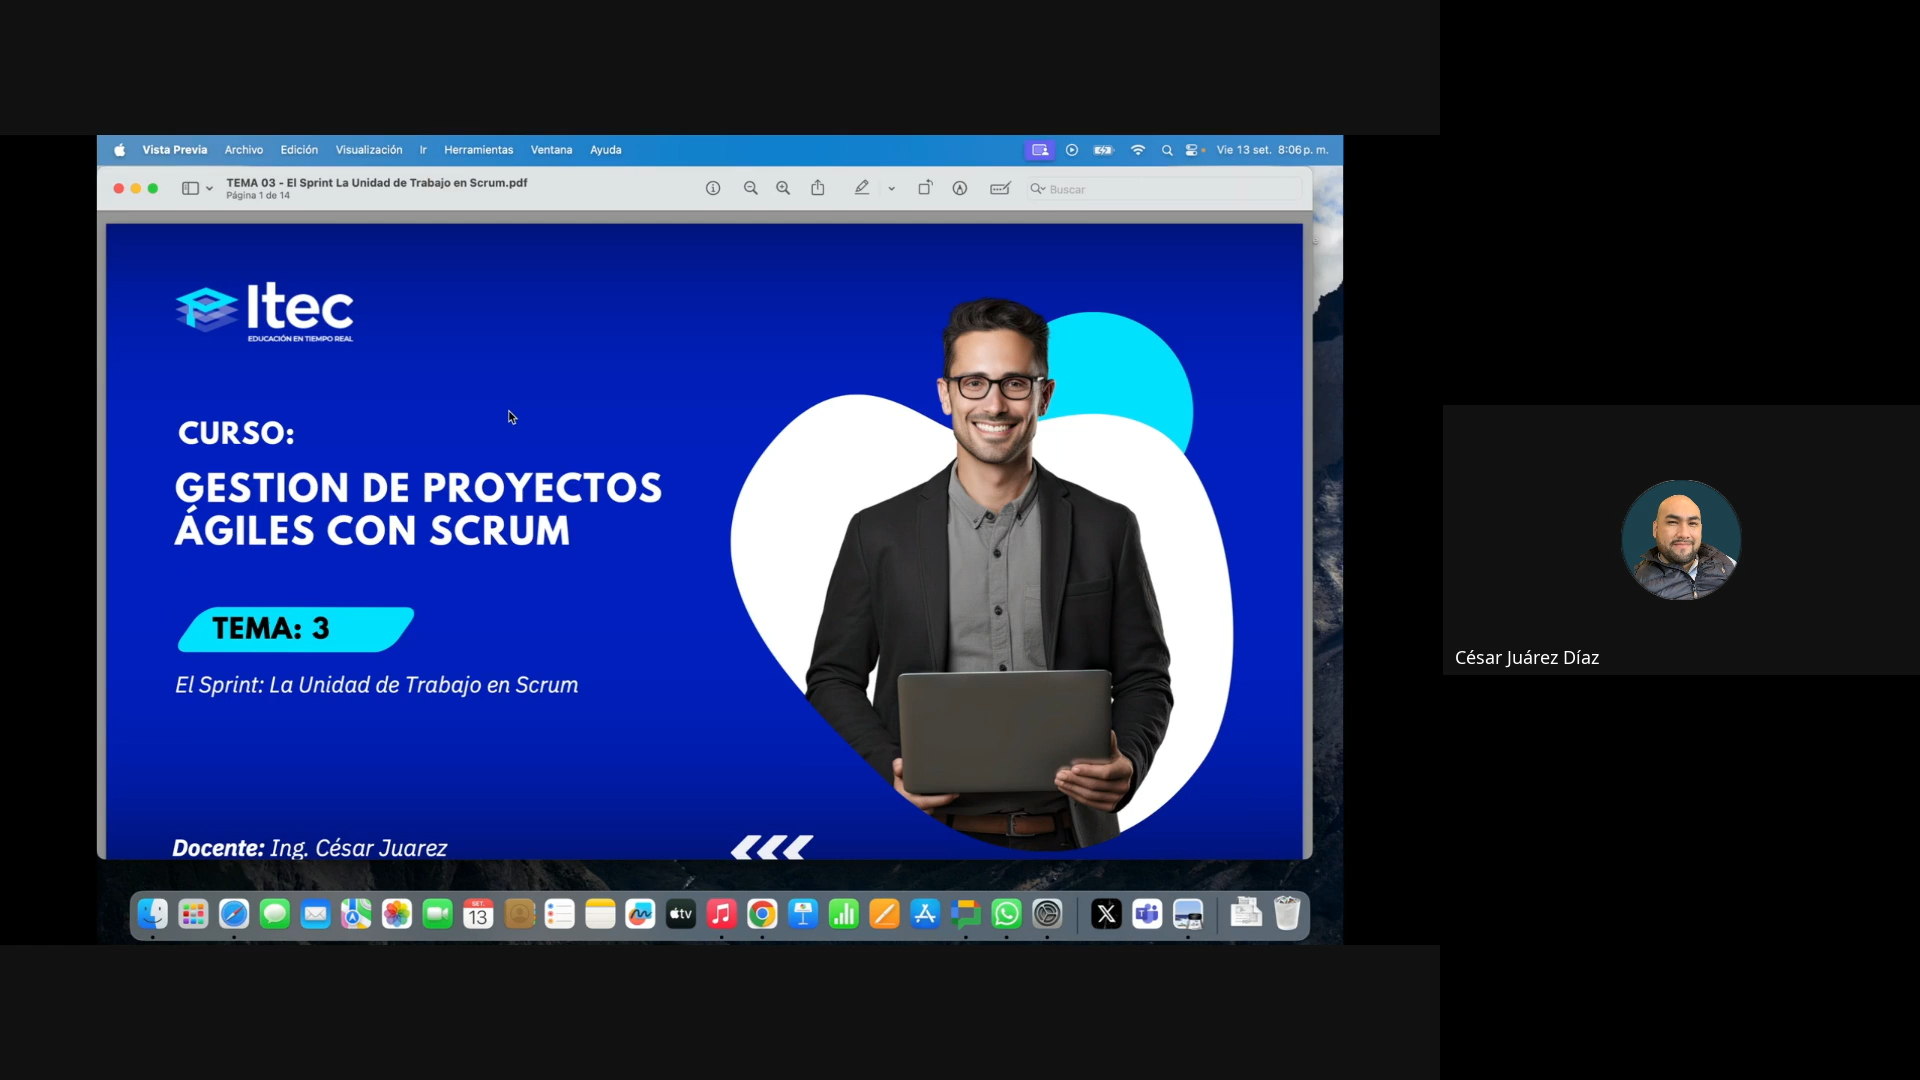 Vista Previa Archivo Edición Visualización Ir Herramientas Ventana Ayuda
Vie 13 set. 8:06 p. m.
TEMA 03 - El Sprint La Unidad de Trabajo en Scrum.pdf
Página 1 de 14
Buscar
Itec
EDUCACIÓN EN TIEMPO REAL
CURSO:
GESTION DE PROYECTOS
ÁGILES CON SCRUM
TEMA: 3
El Sprint: La Unidad de Trabajo en Scrum
Docente: Ing. César Juarez
César Juárez Díaz
SET.
13
tv